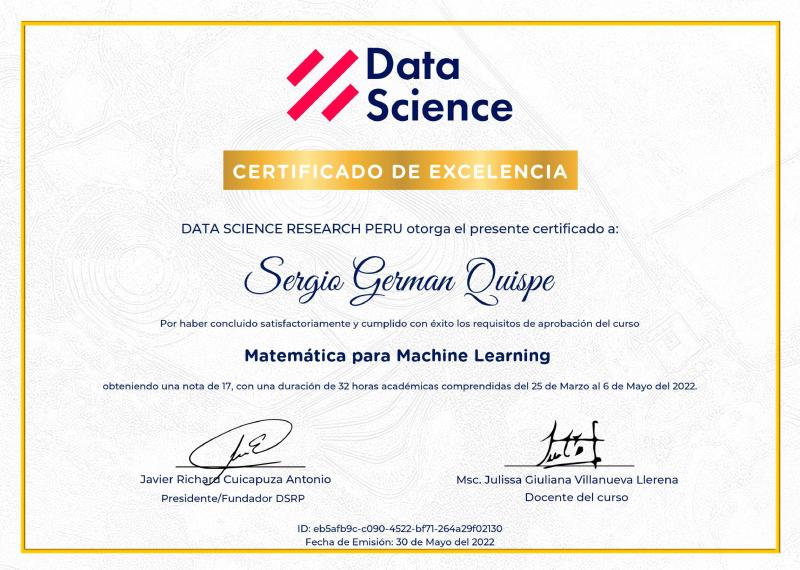 Data
Science
CERTIFICADO DE EXCELENCIA
DATA SCIENCE RESEARCH PERU otorga el presente certificado a:
Sergio German Quispe
Por haber concluido satisfactoriamente y cumplido con éxito los requisitos de aprobación del curso
Matemática para Machine Learning
obteniendo una nota de 17, con una duración de 32 horas académicas comprendidas del 25 de Marzo al 6 de Mayo del 2022.
Javier Richard Cuicapuza Antonio
Presidente/Fundador DSRP
Msc. Julissa Giuliana Villanueva Llerena
Docente del curso
ID: eb5afb9c-c090-4522-bf71-264a29f02130
Fecha de Emisión: 30 de Mayo del 2022